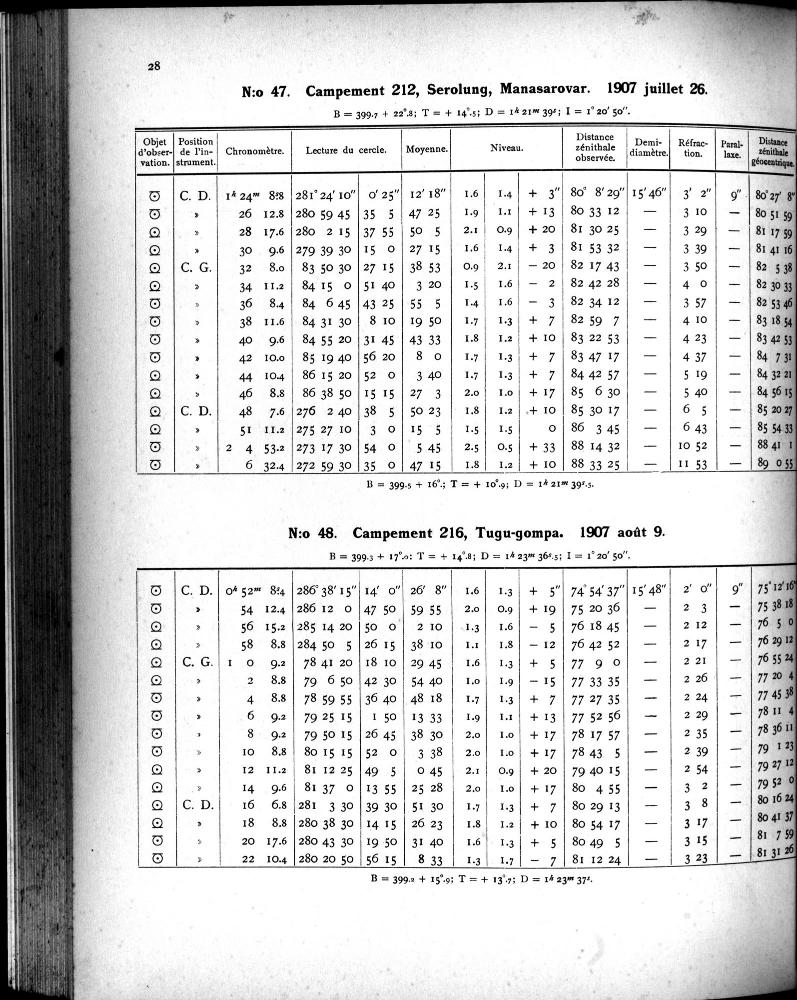 28
N:o 47. Campement 212, Serolung, Manasarovar. 1907 juillet 26.
B = 399.7 + 22°.8; T = + 14°.5; D = 1h 21m 39s; I = 1° 20' 50".
Objet d'observation. Position de l'instrument. Chronomètre. Lecture du cercle. Moyenne. Niveau. Distance zénithale observée. Demi-diamètre. Réfraction. Parallaxe. Distance zénithale géocentrique.
C. D. 1h 24m 8s.8 281° 24' 10" 0' 25" 12' 18" 1.6 1.4 + 3" 80° 8' 29" 15' 46" 3' 2" 9" 80° 27' 8"
» 26 12.8 280 59 45 35 5 47 25 1.9 1.1 + 13 80 33 12 — 3 10 — 80 51 59
» 28 17.6 280 2 15 37 55 50 5 2.1 0.9 + 20 81 30 25 — 3 29 — 81 17 59
» 30 9.6 279 39 30 15 0 27 15 1.6 1.4 + 3 81 53 32 — 3 39 — 81 41 16
C. G. 32 8.0 83 50 30 27 15 38 53 0.9 2.1 — 20 82 17 43 — 3 50 — 82 5 38
» 34 11.2 84 15 0 51 40 3 20 1.5 1.6 — 2 82 42 28 — 4 0 — 82 30 33
» 36 8.4 84 6 45 43 25 55 5 1.4 1.6 — 3 82 34 12 — 3 57 — 82 53 46
» 38 11.6 84 31 30 8 10 19 50 1.7 1.3 + 7 82 59 7 — 4 10 — 83 18 54
» 40 9.6 84 55 20 31 45 43 33 1.8 1.2 + 10 83 22 53 — 4 23 — 83 42 53
» 42 10.0 85 19 40 56 20 8 0 1.7 1.3 + 7 83 47 17 — 4 37 — 84 7 31
» 44 10.4 86 15 20 52 0 3 40 1.7 1.3 + 7 84 42 57 — 5 19 — 84 32 21
» 46 8.8 86 38 50 15 15 27 3 2.0 1.0 + 17 85 6 30 — 5 40 — 84 56 15
C. D. 48 7.6 276 2 40 38 5 50 23 1.8 1.2 + 10 85 30 17 — 6 5 — 85 20 27
» 51 11.2 275 27 10 3 0 15 5 1.5 1.5 0 86 3 45 — 6 43 — 85 54 33
» 2 4 53.2 273 17 30 54 0 5 45 2.5 0.5 + 33 88 14 32 — 10 52 — 88 41 1
» 6 32.4 272 59 30 35 0 47 15 1.8 1.2 + 10 88 33 25 — 11 53 — 89 0 55
B = 399.5 + 16°.; T = + 10°.9; D = 1h 21m 39s.5.
N:o 48. Campement 216, Tugu-gompa. 1907 août 9.
B = 399.3 + 17°.0: T = + 14°.8; D = 1h 23m 36s.5; I = 1° 20' 50".
C. D. 0h 52m 8s.4 286° 38' 15" 14' 0" 26' 8" 1.6 1.3 + 5" 74° 54' 37" 15' 48" 2' 0" 9" 75° 12' 16"
» 54 12.4 286 12 0 47 50 59 55 2.0 0.9 + 19 75 20 36 — 2 3 — 75 38 18
» 56 15.2 285 14 20 50 0 2 10 1.3 1.6 — 5 76 18 45 — 2 12 — 76 5 0
» 58 8.8 284 50 5 26 15 38 10 1.1 1.8 — 12 76 42 52 — 2 17 — 76 29 12
C. G. 1 0 9.2 78 41 20 18 10 29 45 1.6 1.3 + 5 77 9 0 — 2 21 — 76 55 24
» 2 8.8 79 6 50 42 30 54 40 1.0 1.9 — 15 77 33 35 — 2 26 — 77 20 4
» 4 8.8 78 59 55 36 40 48 18 1.7 1.3 + 7 77 27 35 — 2 24 — 77 45 38
» 6 9.2 79 25 15 1 50 13 33 1.9 1.1 + 13 77 52 56 — 2 29 — 78 11 4
» 8 9.2 79 50 15 26 45 38 30 2.0 1.0 + 17 78 17 57 — 2 35 — 78 36 11
» 10 8.8 80 15 15 52 0 3 38 2.0 1.0 + 17 78 43 5 — 2 39 — 79 1 23
» 12 11.2 81 12 25 49 5 0 45 2.1 0.9 + 20 79 40 15 — 2 54 — 79 27 12
» 14 9.6 81 37 0 13 55 25 28 2.0 1.0 + 17 80 4 55 — 3 2 — 79 52 0
C. D. 16 6.8 281 3 30 39 30 51 30 1.7 1.3 + 7 80 29 13 — 3 8 — 80 16 24
» 18 8.8 280 38 30 14 15 26 23 1.8 1.2 + 10 80 54 17 — 3 17 — 80 41 37
» 20 17.6 280 43 30 19 50 31 40 1.6 1.3 + 5 80 49 5 — 3 15 — 81 7 59
» 22 10.4 280 20 50 56 15 8 33 1.3 1.7 — 7 81 12 24 — 3 23 — 81 31 26
B = 399.2 + 15°.9; T = + 13°.7; D = 1h 23m 37s.